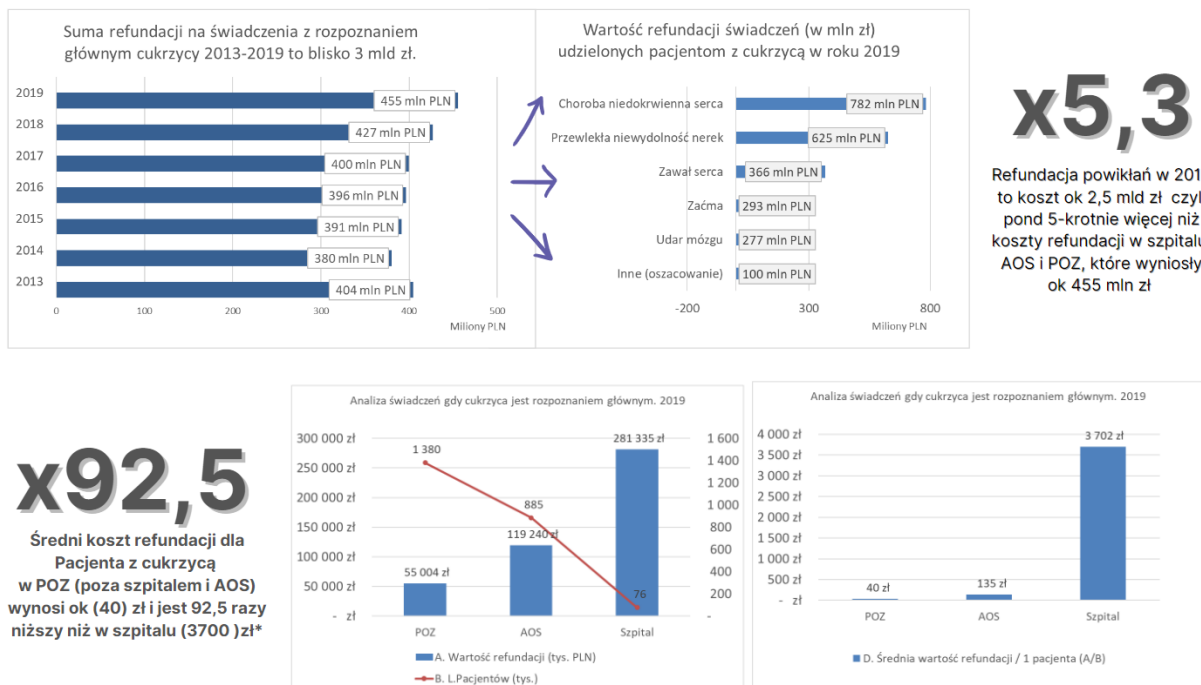 Suma refundacji na świadczenia z rozpoznaniem
głównym cukrzycy 2013-2019 to blisko 3 mld zł.
2019
455 mln PLN
2018
427 mln PLN
2017
400 mln PLN
2016
396 mln PLN
2015
391 mln PLN
2014
380 mln PLN
2013
404 mln PLN
0 100 200 300 400 500
Miliony PLN
Wartość refundacji świadczeń (w mln zł)
udzielonych pacjentom z cukrzycą w roku 2019
Choroba niedokrwienna serca
782 mln PLN
Przewlekła niewydolność nerek
625 mln PLN
Zawał serca
366 mln PLN
Zaćma
293 mln PLN
Udar mózgu
277 mln PLN
Inne (oszacowanie)
100 mln PLN
-200 300 800
Miliony PLN
x5,3
Refundacja powikłań w 201
to koszt ok 2,5 mld zł czyl
pond 5-krotnie więcej niż
koszty refundacji w szpitalu
AOS i POZ, które wyniosły
ok 455 mln zł
x92,5
Średni koszt refundacji dla
Pacjenta z cukrzycą
w POZ (poza szpitalem i AOS)
wynosi ok (40) zł i jest 92,5 razy
niższy niż w szpitalu (3700 )zł*
Analiza świadczeń gdy cukrzyca jest rozpoznaniem głównym. 2019
300 000 zł
250 000 zł
200 000 zł
150 000 zł
100 000 zł
50 000 zł
- zł
1 380
885
76
55 004 zł
119 240 zł
281 335 zł
1 600
1 400
1 200
1 000
800
600
400
200
-
POZ AOS Szpital
A. Wartość refundacji (tys. PLN)
B. L.Pacjentów (tys.)
Analiza świadczeń gdy cukrzyca jest rozpoznaniem głównym. 2019
4 000 zł
3 500 zł
3 000 zł
2 500 zł
2 000 zł
1 500 zł
1 000 zł
500 zł
- zł
40 zł
135 zł
3 702 zł
POZ AOS Szpital
D. Średnia wartość refundacji / 1 pacjenta (A/B)